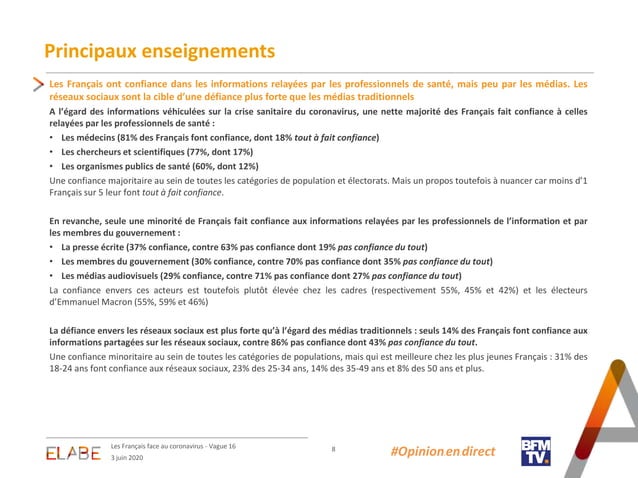 Principaux enseignements
Les Français ont confiance dans les informations relayées par les professionnels de santé, mais peu par les médias. Les
réseaux sociaux sont la cible d’une défiance plus forte que les médias traditionnels
A l’égard des informations véhiculées sur la crise sanitaire du coronavirus, une nette majorité des Français fait confiance à celles
relayées par les professionnels de santé :
• Les médecins (81% des Français font confiance, dont 18% tout à fait confiance)
• Les chercheurs et scientifiques (77%, dont 17%)
• Les organismes publics de santé (60%, dont 12%)
Une confiance majoritaire au sein de toutes les catégories de population et électorats. Mais un propos toutefois à nuancer car moins d’1
Français sur 5 leur font tout à fait confiance.
En revanche, seule une minorité de Français fait confiance aux informations relayées par les professionnels de l’information et par
les membres du gouvernement :
• La presse écrite (37% confiance, contre 63% pas confiance dont 19% pas confiance du tout)
• Les membres du gouvernement (30% confiance, contre 70% pas confiance dont 35% pas confiance du tout)
• Les médias audiovisuels (29% confiance, contre 71% pas confiance dont 27% pas confiance du tout)
La confiance envers ces acteurs est toutefois plutôt élevée chez les cadres (respectivement 55%, 45% et 42%) et les électeurs
d’Emmanuel Macron (55%, 59% et 46%)
La défiance envers les réseaux sociaux est plus forte qu’à l’égard des médias traditionnels : seuls 14% des Français font confiance aux
informations partagées sur les réseaux sociaux, contre 86% pas confiance dont 43% pas confiance du tout.
Une confiance minoritaire au sein de toutes les catégories de populations, mais qui est meilleure chez les plus jeunes Français : 31% des
18-24 ans font confiance aux réseaux sociaux, 23% des 25-34 ans, 14% des 35-49 ans et 8% des 50 ans et plus.
ELABE
Les Français face au coronavirus - Vague 16
3 juin 2020
8
#Opinion en direct
BFM
TV.